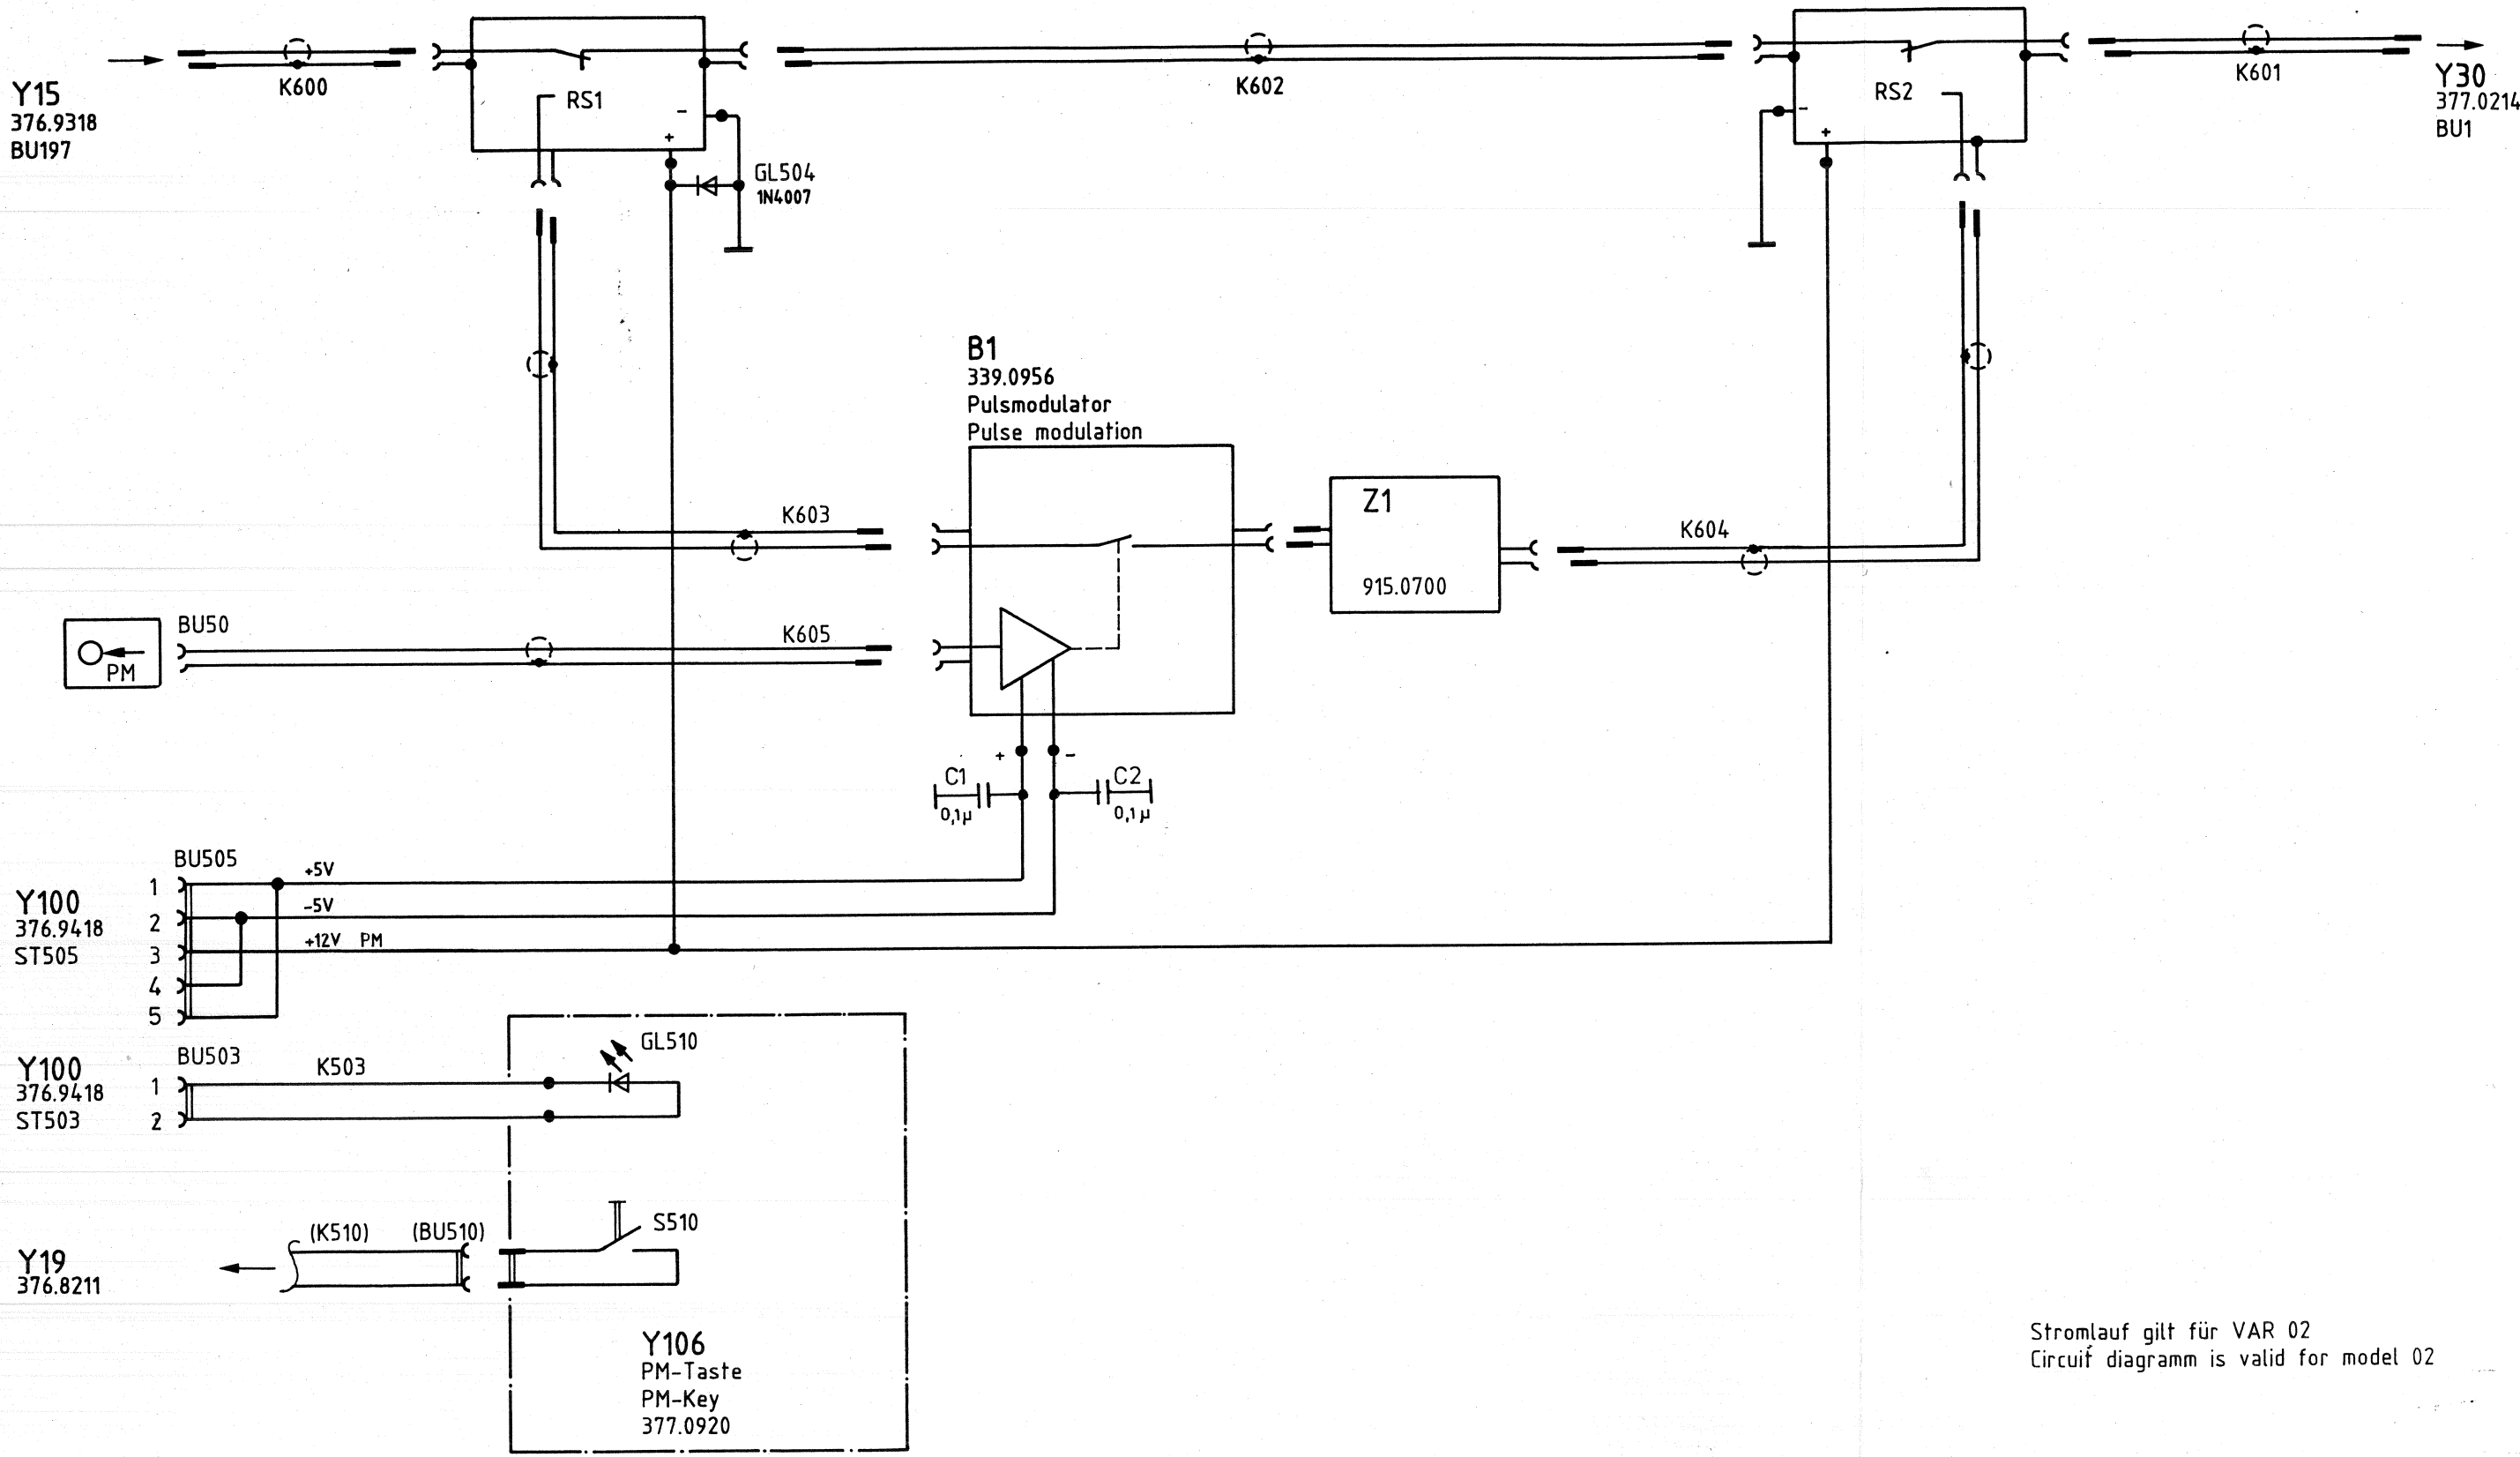 Y15
376.9318
BU197
K600
RS1
-
+
GL504
1N4007
K602
RS2
-
+
K601
Y30
377.0214
BU1
B1
339.0956
Pulsmodulator
Pulse modulation
K603
Z1
915.0700
K604
BU50
PM
K605
+
-
C1
0,1µ
C2
0,1µ
BU505
Y100
376.9418
ST505
1
2
3
4
5
+5V
-5V
+12V PM
BU503
Y100
376.9418
ST503
1
2
K503
GL510
(K510)
(BU510)
S510
Y19
376.8211
Y106
PM-Taste
PM-Key
377.0920
Stromlauf gilt für VAR 02
Circuit diagramm is valid for model 02